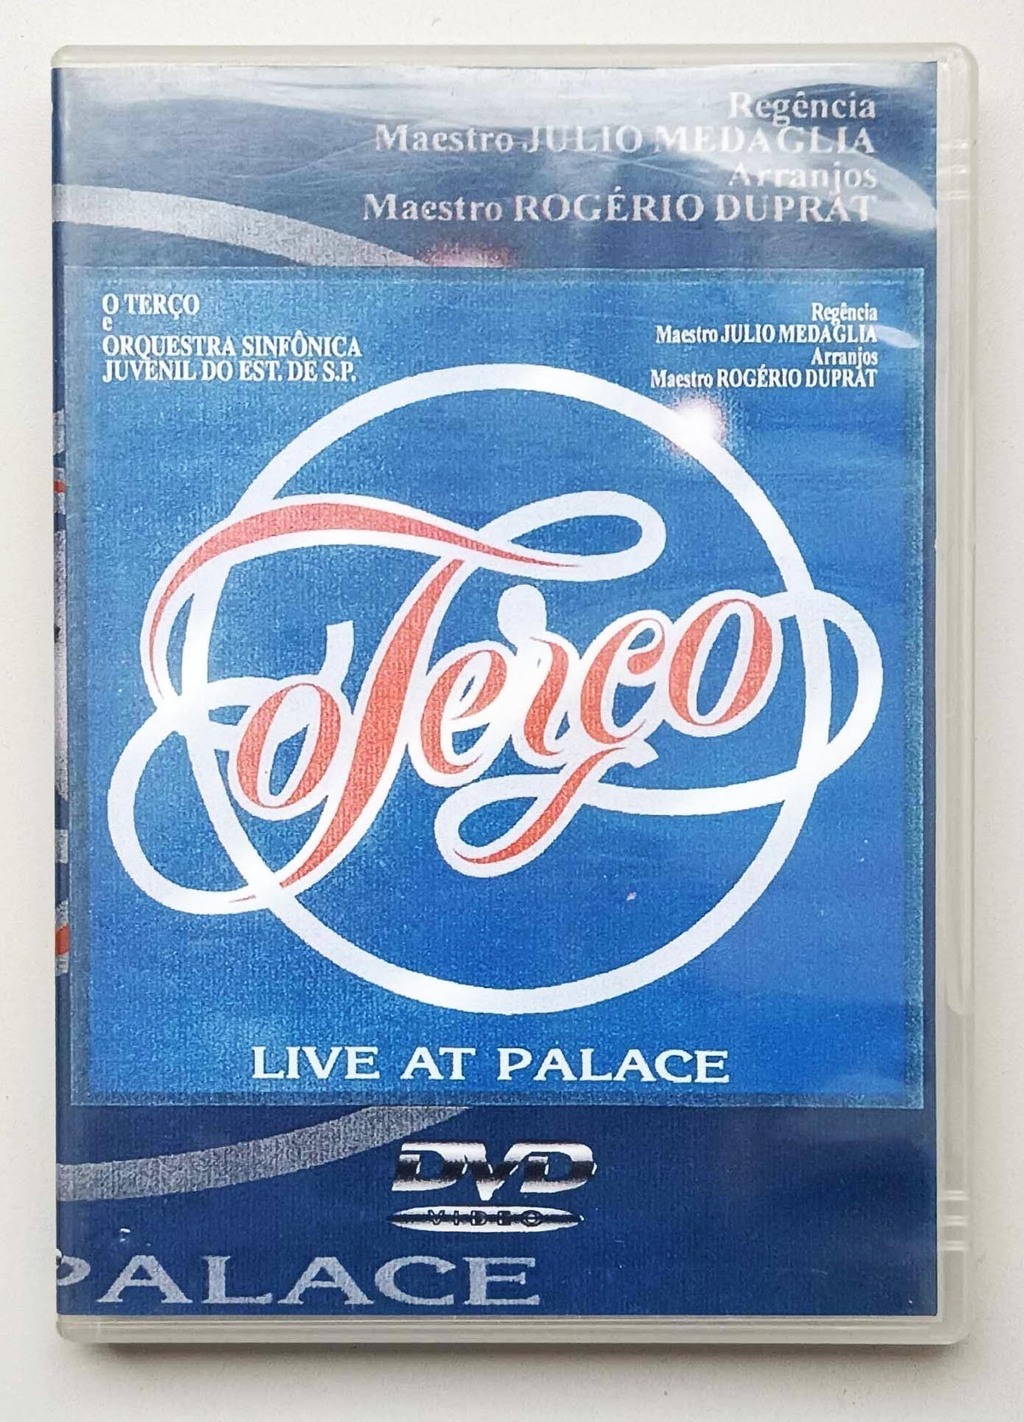 Regência
Maestro JULIO MEDAGLIA
Arranjos
Maestro ROGÉRIO DUPRAT
O TERÇO
e
ORQUESTRA SINFÔNICA
JUVENIL DO EST. DE S.P.
Regência
Maestro JULIO MEDAGLIA
Arranjos
Maestro ROGÉRIO DUPRAT
O Terço
LIVE AT PALACE
DVD
VIDEO
PALACE